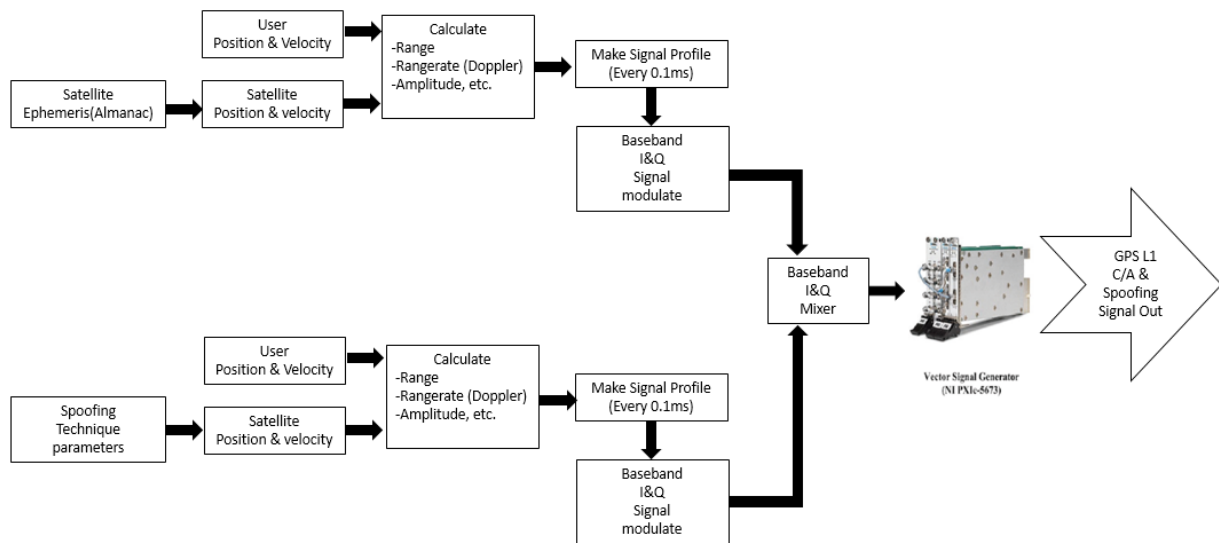 User
Position & Velocity
Calculate
-Range
-Rangerate (Doppler)
-Amplitude, etc.
Make Signal Profile
(Every 0.1ms)
Satellite
Ephemeris(Almanac)
Satellite
Position & velocity
Baseband
I&Q
Signal
modulate
Baseband
I&Q
Mixer
GPS L1
C/A &
Spoofing
Signal Out
Vector Signal Generator
(NI PXIc-5673)
User
Position & Velocity
Calculate
-Range
-Rangerate (Doppler)
-Amplitude, etc.
Make Signal Profile
(Every 0.1ms)
Spoofing
Technique
parameters
Satellite
Position & velocity
Baseband
I&Q
Signal
modulate